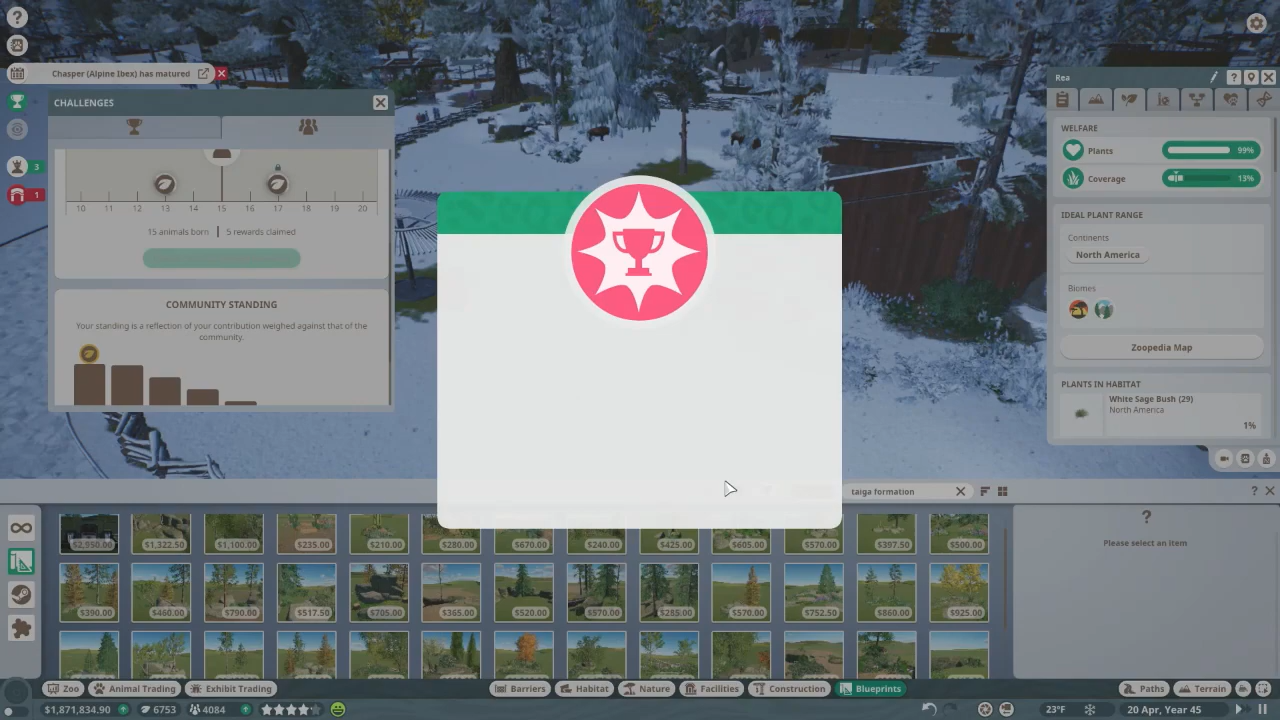 Chasper (Alpine Ibex) has matured
CHALLENGES
10 11 12 13 14 15 16 17 18 19 20
15 animals born | 5 rewards claimed
COMMUNITY STANDING
Your standing is a reflection of your contribution weighed against that of the
community.
3
1
Rea
WELFARE
Plants 99%
Coverage 13%
IDEAL PLANT RANGE
Continents
North America
Biomes
Zoopedia Map
PLANTS IN HABITAT
White Sage Bush (29)
North America
1%
taiga formation
$2,950.00 $1,322.50 $1,100.00 $235.00 $210.00 $280.00 $670.00 $240.00 $425.00 $605.00 $570.00 $397.50 $500.00
$390.00 $460.00 $790.00 $517.50 $705.00 $365.00 $520.00 $570.00 $285.00 $570.00 $752.50 $860.00 $925.00
?
Please select an item
Zoo Animal Trading Exhibit Trading Barriers Habitat Nature Facilities Construction Blueprints Paths Terrain
$1,871,834.90 6753 4084 23°F 20 Apr, Year 45